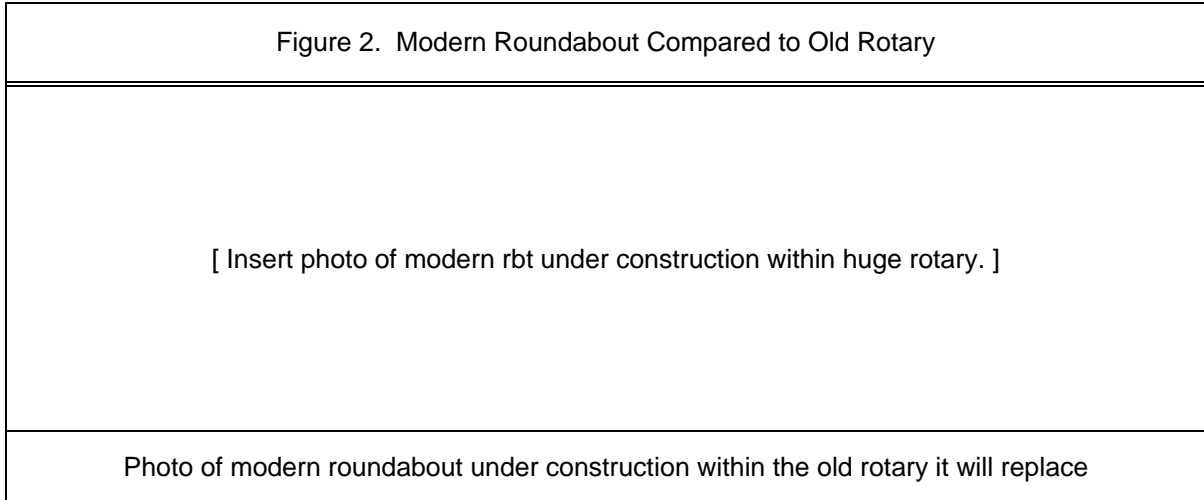 Figure 2.  Modern Roundabout Compared to Old Rotary
[ Insert photo of modern rbt under construction within huge rotary. ]
Photo of modern roundabout under construction within the old rotary it will replace